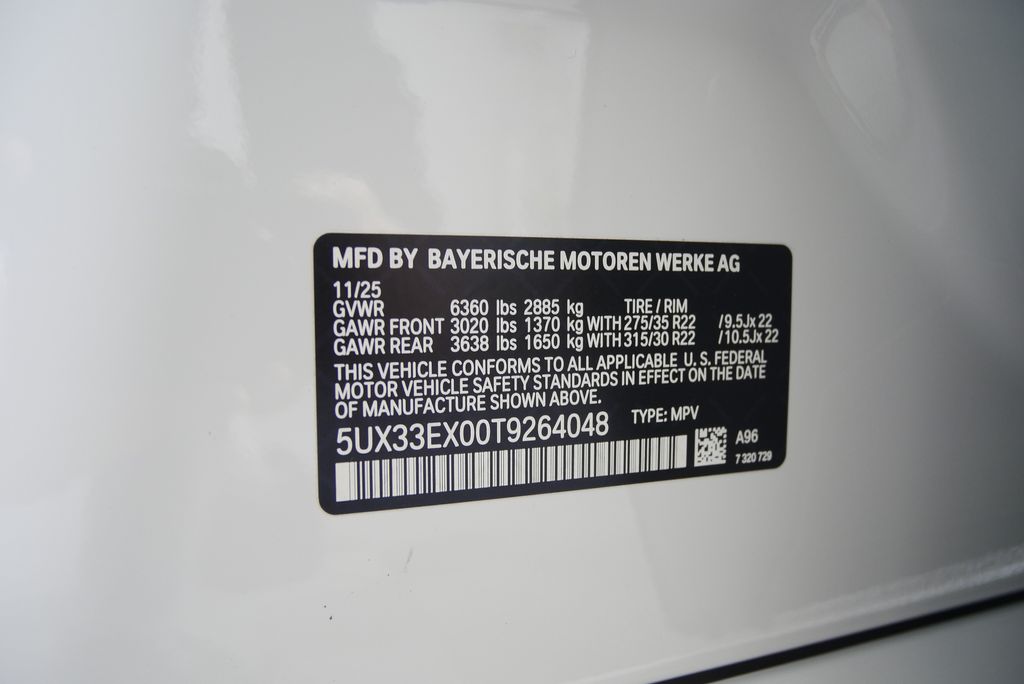 MFD BY BAYERISCHE MOTOREN WERKE AG
11/25
GVWR 6360 lbs 2885 kg TIRE / RIM
GAWR FRONT 3020 lbs 1370 kg WITH 275/35 R22 /9.5Jx 22
GAWR REAR 3638 lbs 1650 kg WITH 315/30 R22 /10.5Jx 22
THIS VEHICLE CONFORMS TO ALL APPLICABLE U.S. FEDERAL
MOTOR VEHICLE SAFETY STANDARDS IN EFFECT ON THE DATE
OF MANUFACTURE SHOWN ABOVE.
5UX33EX00T9264048 TYPE: MPV
A96
7 320 729